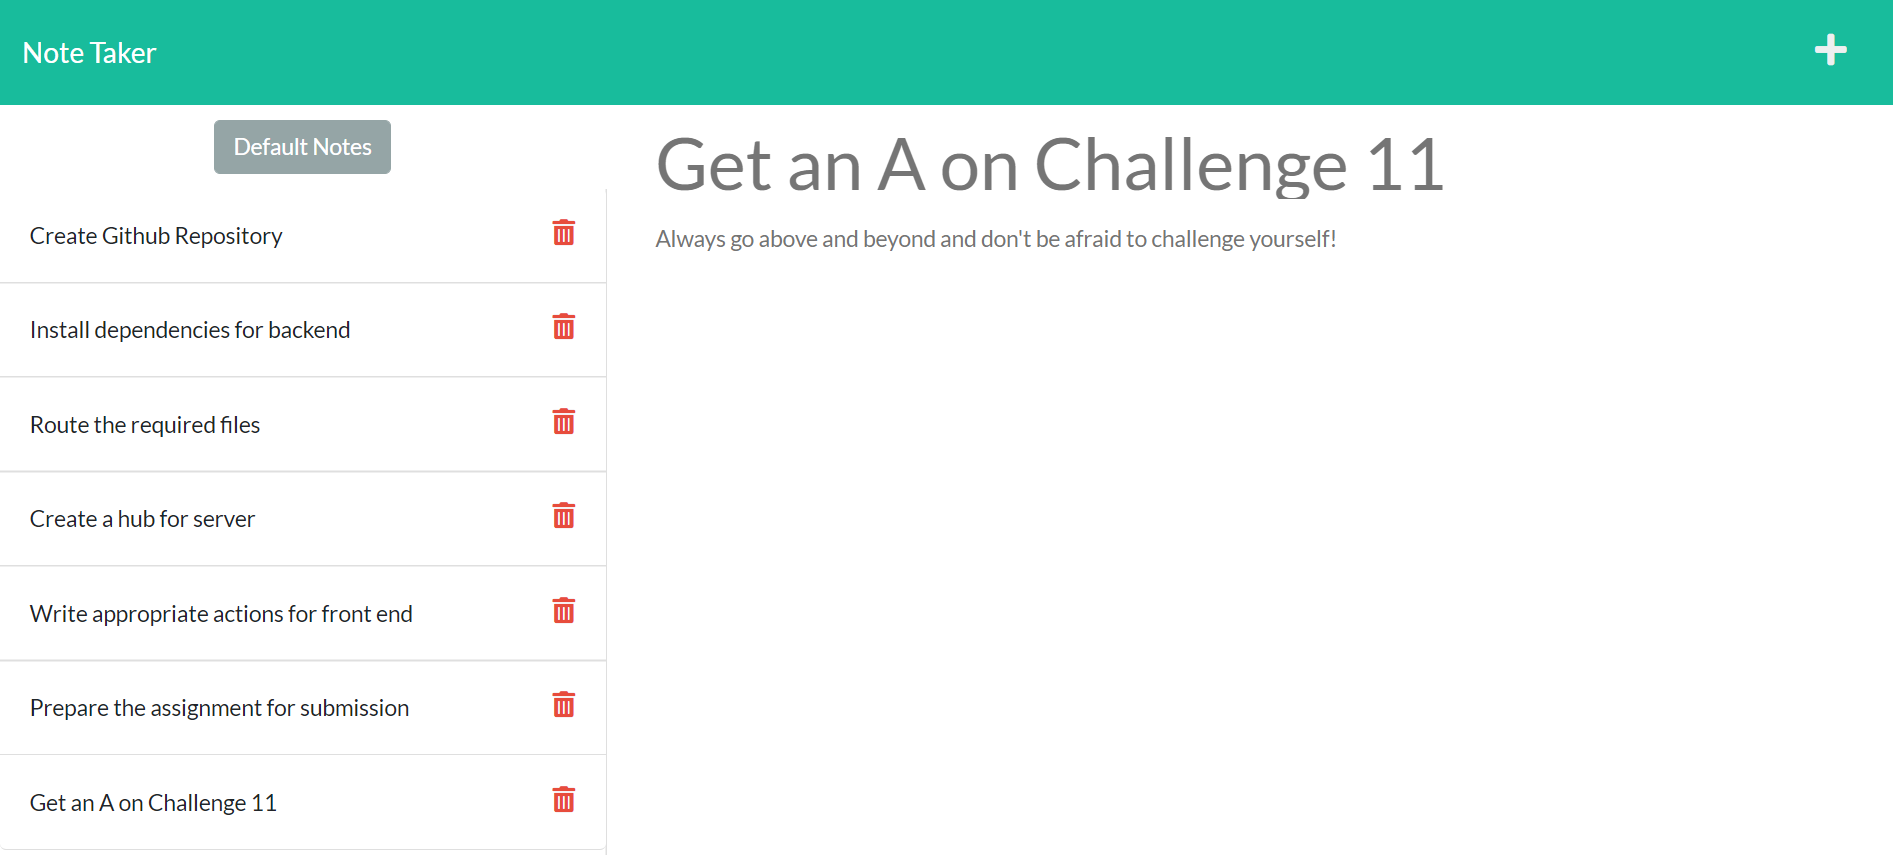 Note Taker
Default Notes
Create Github Repository
Install dependencies for backend
Route the required files
Create a hub for server
Write appropriate actions for front end
Prepare the assignment for submission
Get an A on Challenge 11
Get an A on Challenge 11
Always go above and beyond and don't be afraid to challenge yourself!